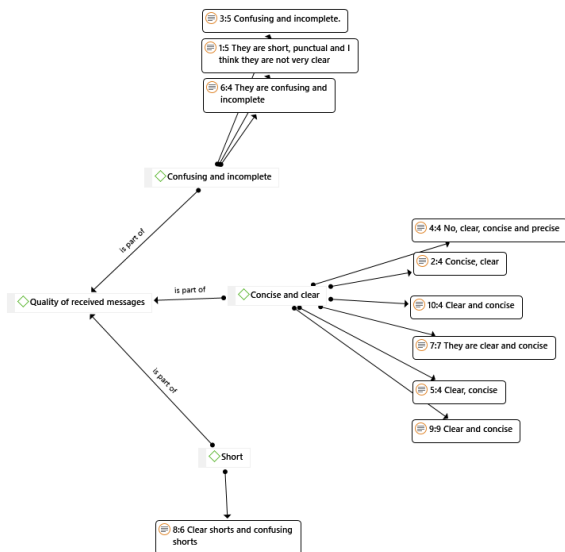 3:5 Confusing and incomplete.
1:5 They are short, punctual and I
think they are not very clear
6:4 They are confusing and
incomplete
Confusing and incomplete
is part of
4:4 No, clear, concise and precise
2:4 Concise, clear
is part of
Concise and clear
Quality of received messages
10:4 Clear and concise
7:7 They are clear and concise
is part of
5:4 Clear, concise
9:9 Clear and concise
Short
8:6 Clear shorts and confusing
shorts